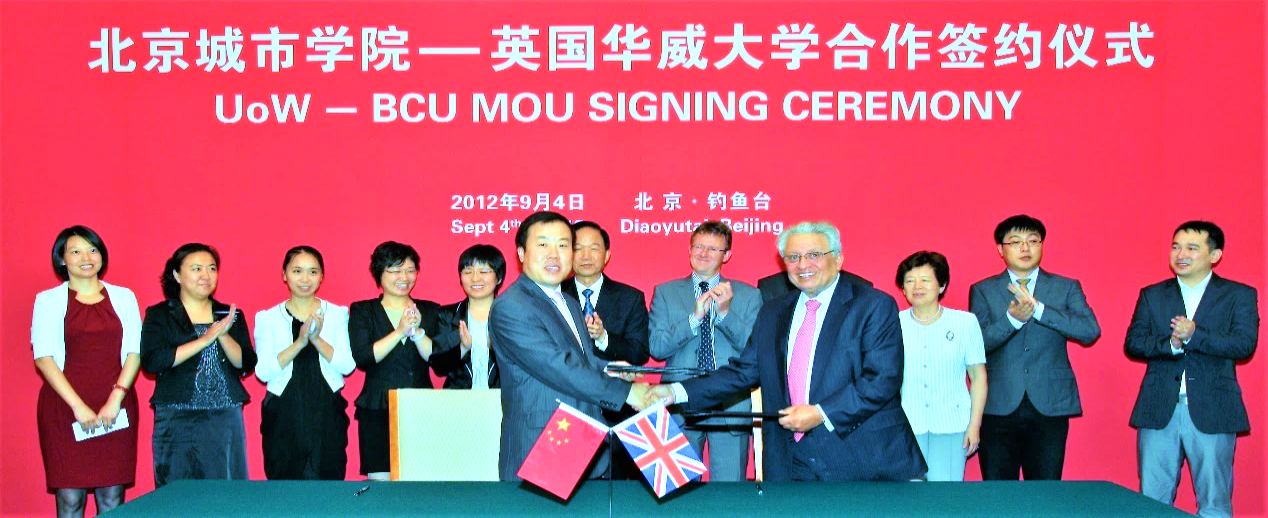 北京城市学院—英国华威大学合作签约仪式
UoW – BCU MOU SIGNING CEREMONY
2012年9月4日 北京·钓鱼台
Sept 4th Diaoyutai Beijing